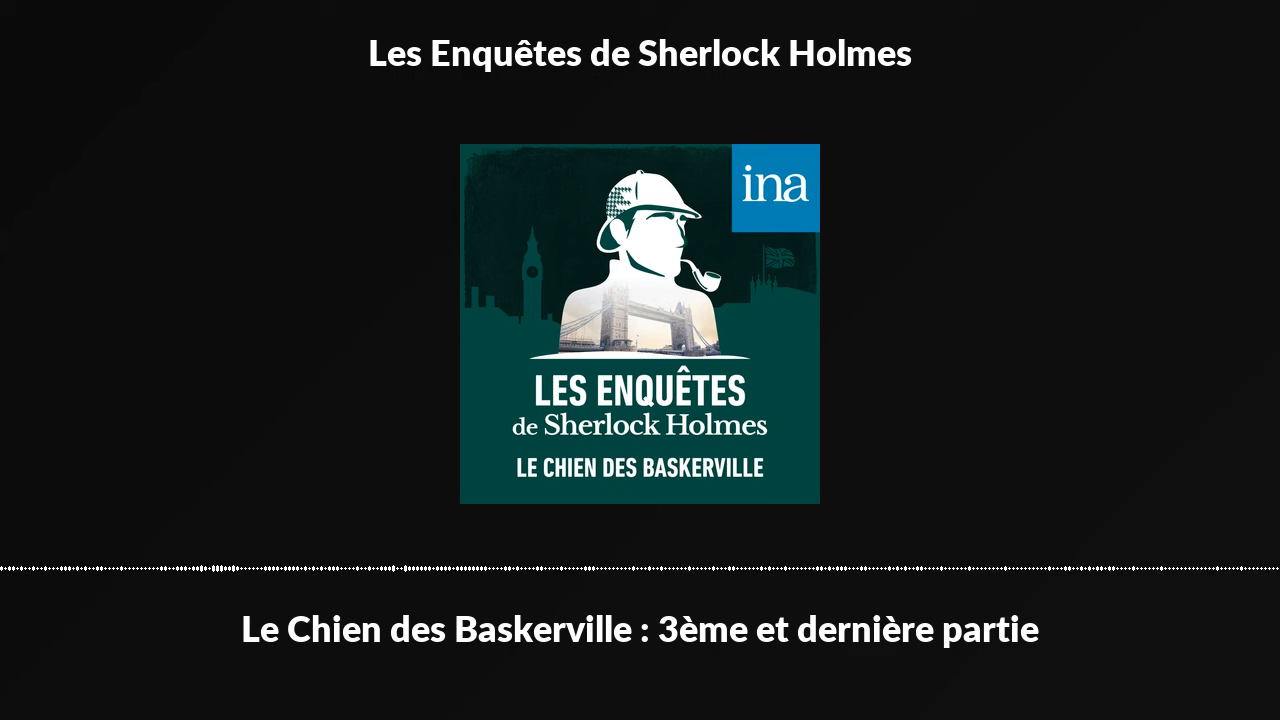 Les Enquêtes de Sherlock Holmes
ina
LES ENQUÊTES
de Sherlock Holmes
LE CHIEN DES BASKERVILLE
Le Chien des Baskerville : 3ème et dernière partie